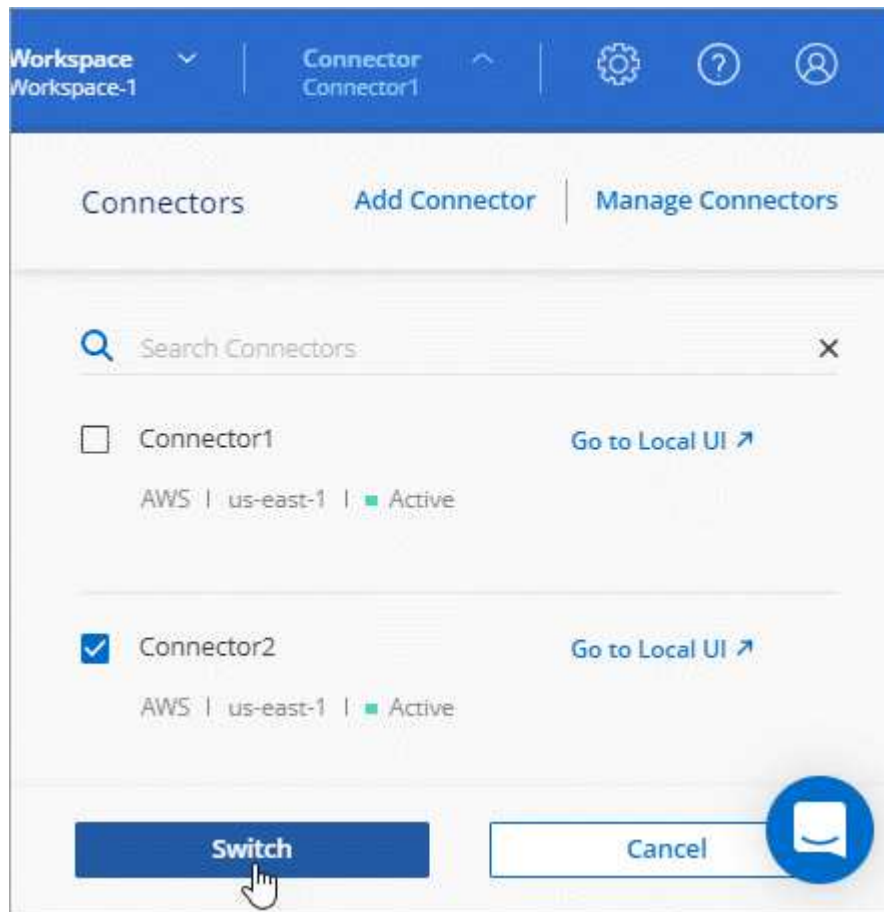 Workspace
Workspace-1
Connector
Connector1
?
Connectors
Add Connector
Manage Connectors
Search Connectors
Connector1
Go to Local UI
AWS | us-east-1 | Active
Connector2
Go to Local UI
AWS | us-east-1 | Active
Switch
Cancel